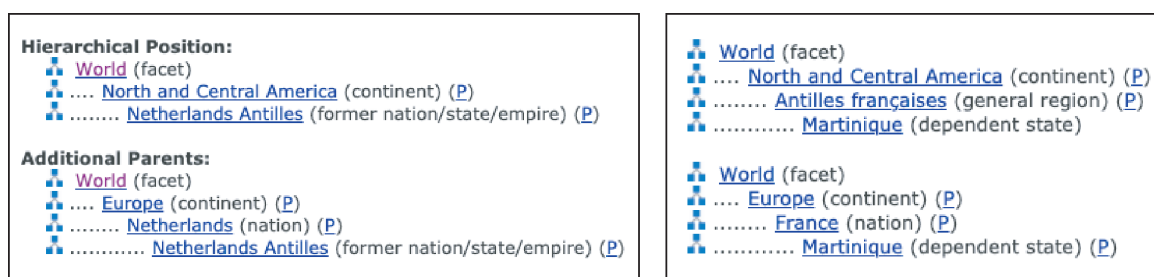 Hierarchical Position:
World (facet)
.... North and Central America (continent) (P)
........ Netherlands Antilles (former nation/state/empire) (P)
Additional Parents:
World (facet)
.... Europe (continent) (P)
........ Netherlands (nation) (P)
............ Netherlands Antilles (former nation/state/empire) (P)
World (facet)
.... North and Central America (continent) (P)
........ Antilles françaises (general region) (P)
............ Martinique (dependent state)
World (facet)
.... Europe (continent) (P)
........ France (nation) (P)
............ Martinique (dependent state) (P)